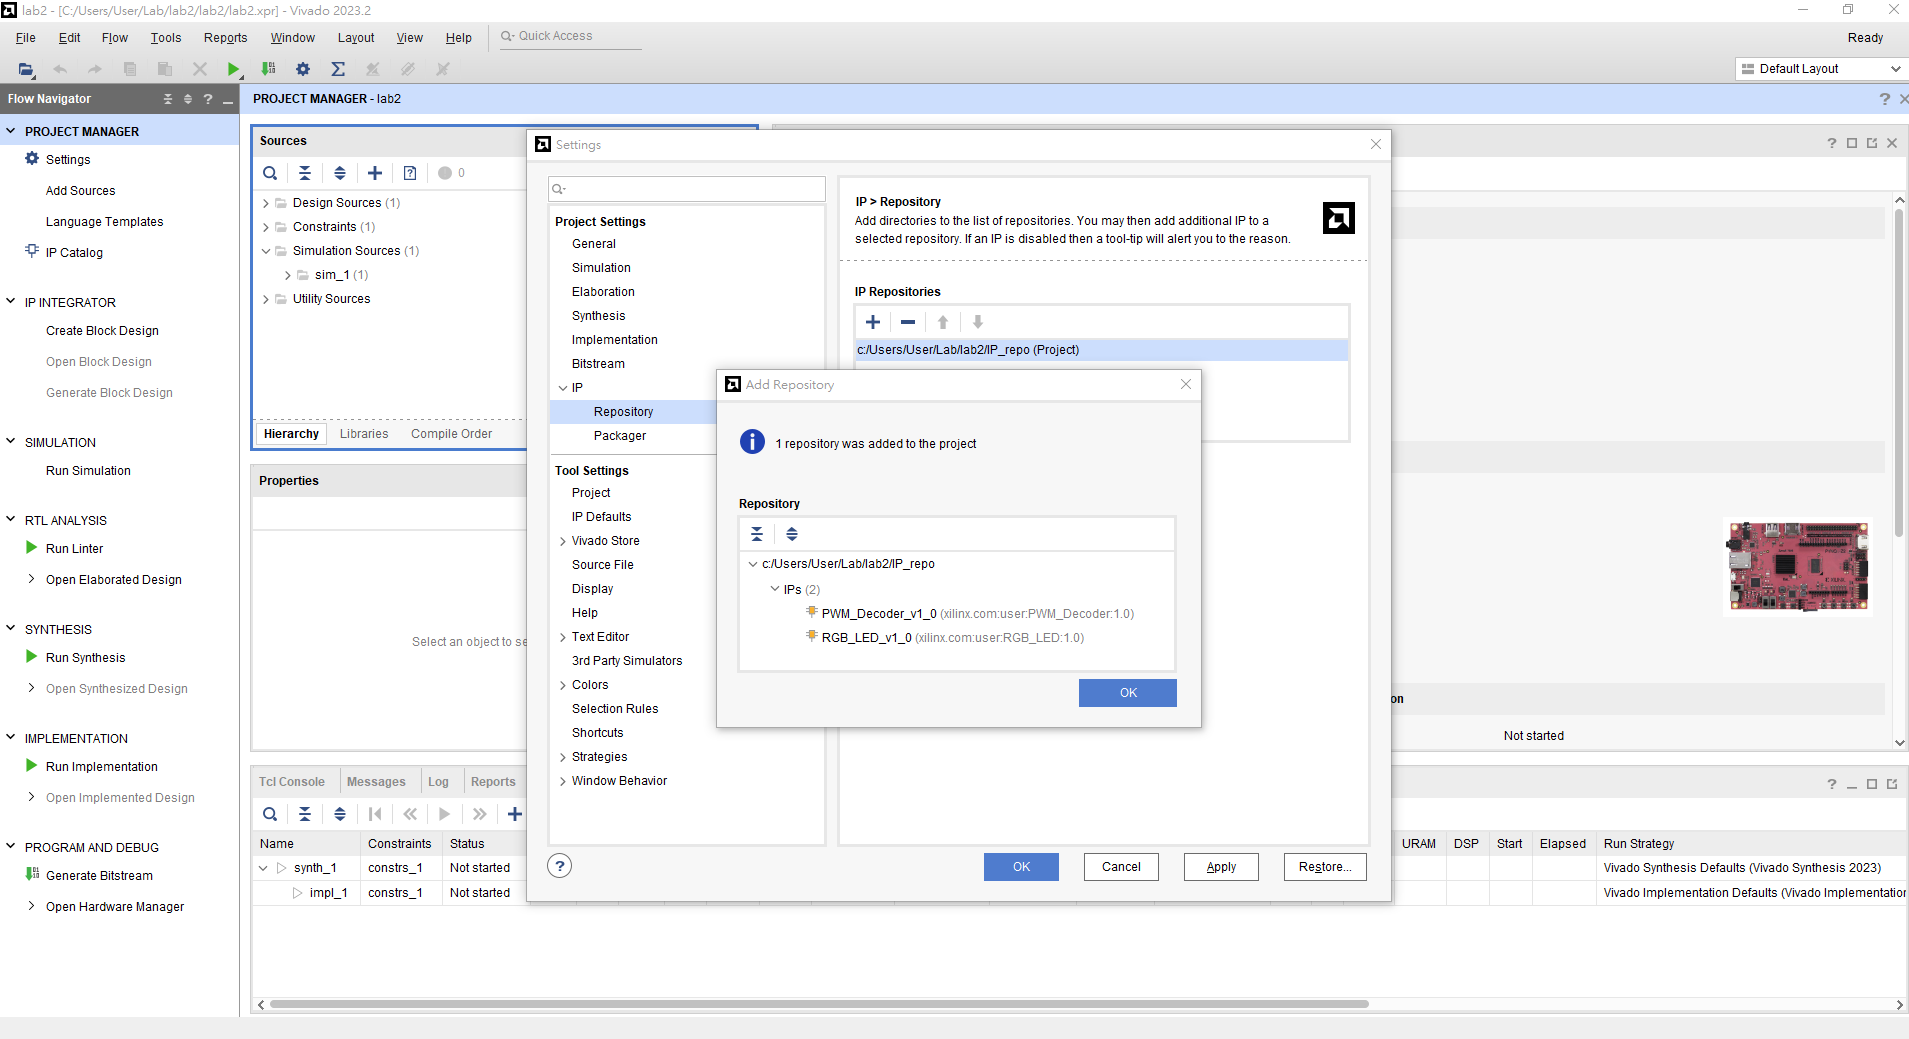 lab2 - [C:/Users/User/Lab/lab2/lab2/lab2.xpr] - Vivado 2023.2
File Edit Flow Tools Reports Window Layout View Help Quick Access Ready
Default Layout
Flow Navigator
PROJECT MANAGER - lab2
PROJECT MANAGER
Settings
Add Sources
Language Templates
IP Catalog
IP INTEGRATOR
Create Block Design
Open Block Design
Generate Block Design
SIMULATION
Run Simulation
RTL ANALYSIS
Run Linter
Open Elaborated Design
SYNTHESIS
Run Synthesis
Open Synthesized Design
IMPLEMENTATION
Run Implementation
Open Implemented Design
PROGRAM AND DEBUG
Generate Bitstream
Open Hardware Manager
Sources
0
Design Sources (1)
Constraints (1)
Simulation Sources (1)
sim_1 (1)
Utility Sources
Hierarchy Libraries Compile Order
Properties
Select an object to se
Settings
Project Settings
General
Simulation
Elaboration
Synthesis
Implementation
Bitstream
IP
Repository
Packager
Tool Settings
Project
IP Defaults
Vivado Store
Source File
Display
Help
Text Editor
3rd Party Simulators
Colors
Selection Rules
Shortcuts
Strategies
Window Behavior
IP > Repository
Add directories to the list of repositories. You may then add additional IP to a
selected repository. If an IP is disabled then a tool-tip will alert you to the reason.
IP Repositories
c:/Users/User/Lab/lab2/IP_repo (Project)
Add Repository
1 repository was added to the project
Repository
c:/Users/User/Lab/lab2/IP_repo
IPs (2)
PWM_Decoder_v1_0 (xilinx.com:user:PWM_Decoder:1.0)
RGB_LED_v1_0 (xilinx.com:user:RGB_LED:1.0)
OK
OK Cancel Apply Restore...
on
Not started
Tcl Console Messages Log Reports
Name Constraints Status URAM DSP Start Elapsed Run Strategy
synth_1 constrs_1 Not started Vivado Synthesis Defaults (Vivado Synthesis 2023)
impl_1 constrs_1 Not started Vivado Implementation Defaults (Vivado Implementation